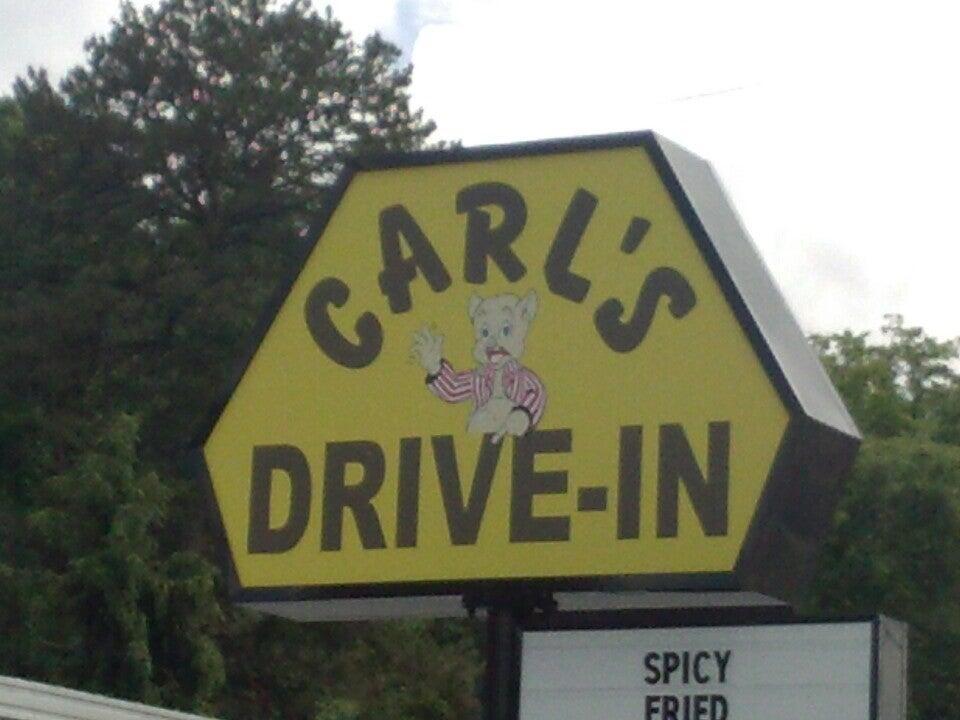 CARL'S
DRIVE-IN
SPICY
FRIED